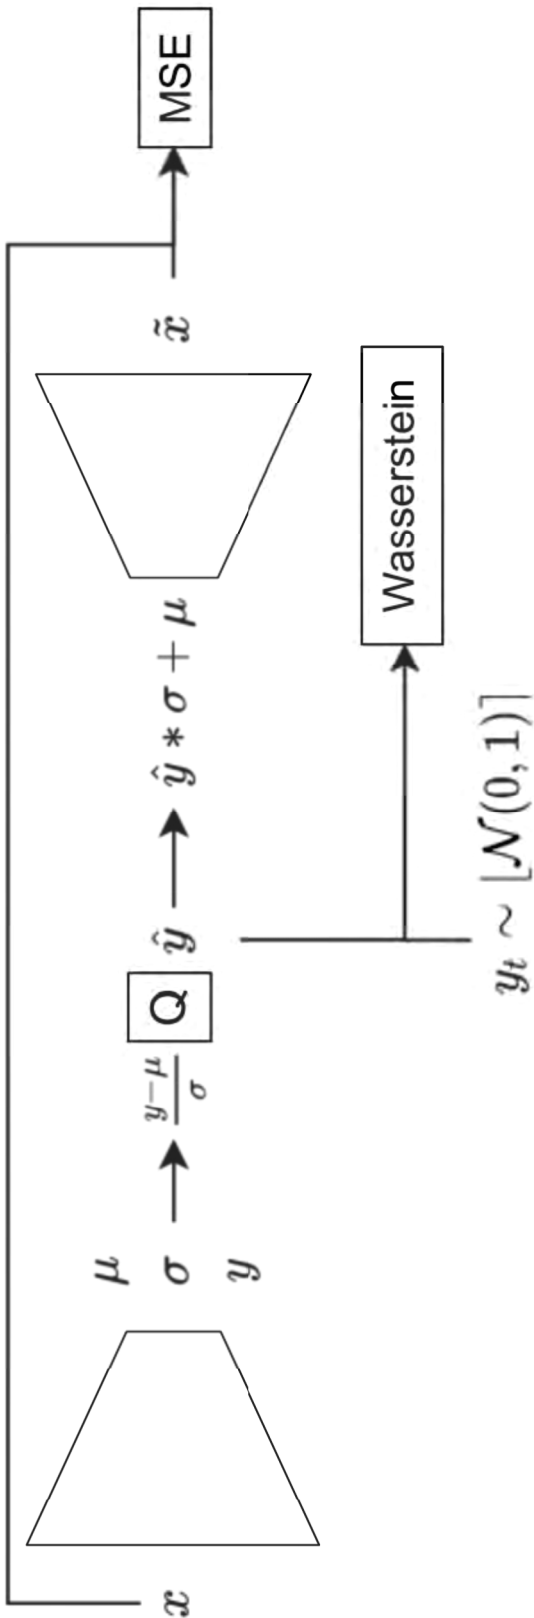 x
μ
σ
y
y−μ
σ
Q
ŷ
ŷ * σ + μ
x̃
MSE
Wasserstein
y_t ∼ ⌊𝒩(0, 1)⌉